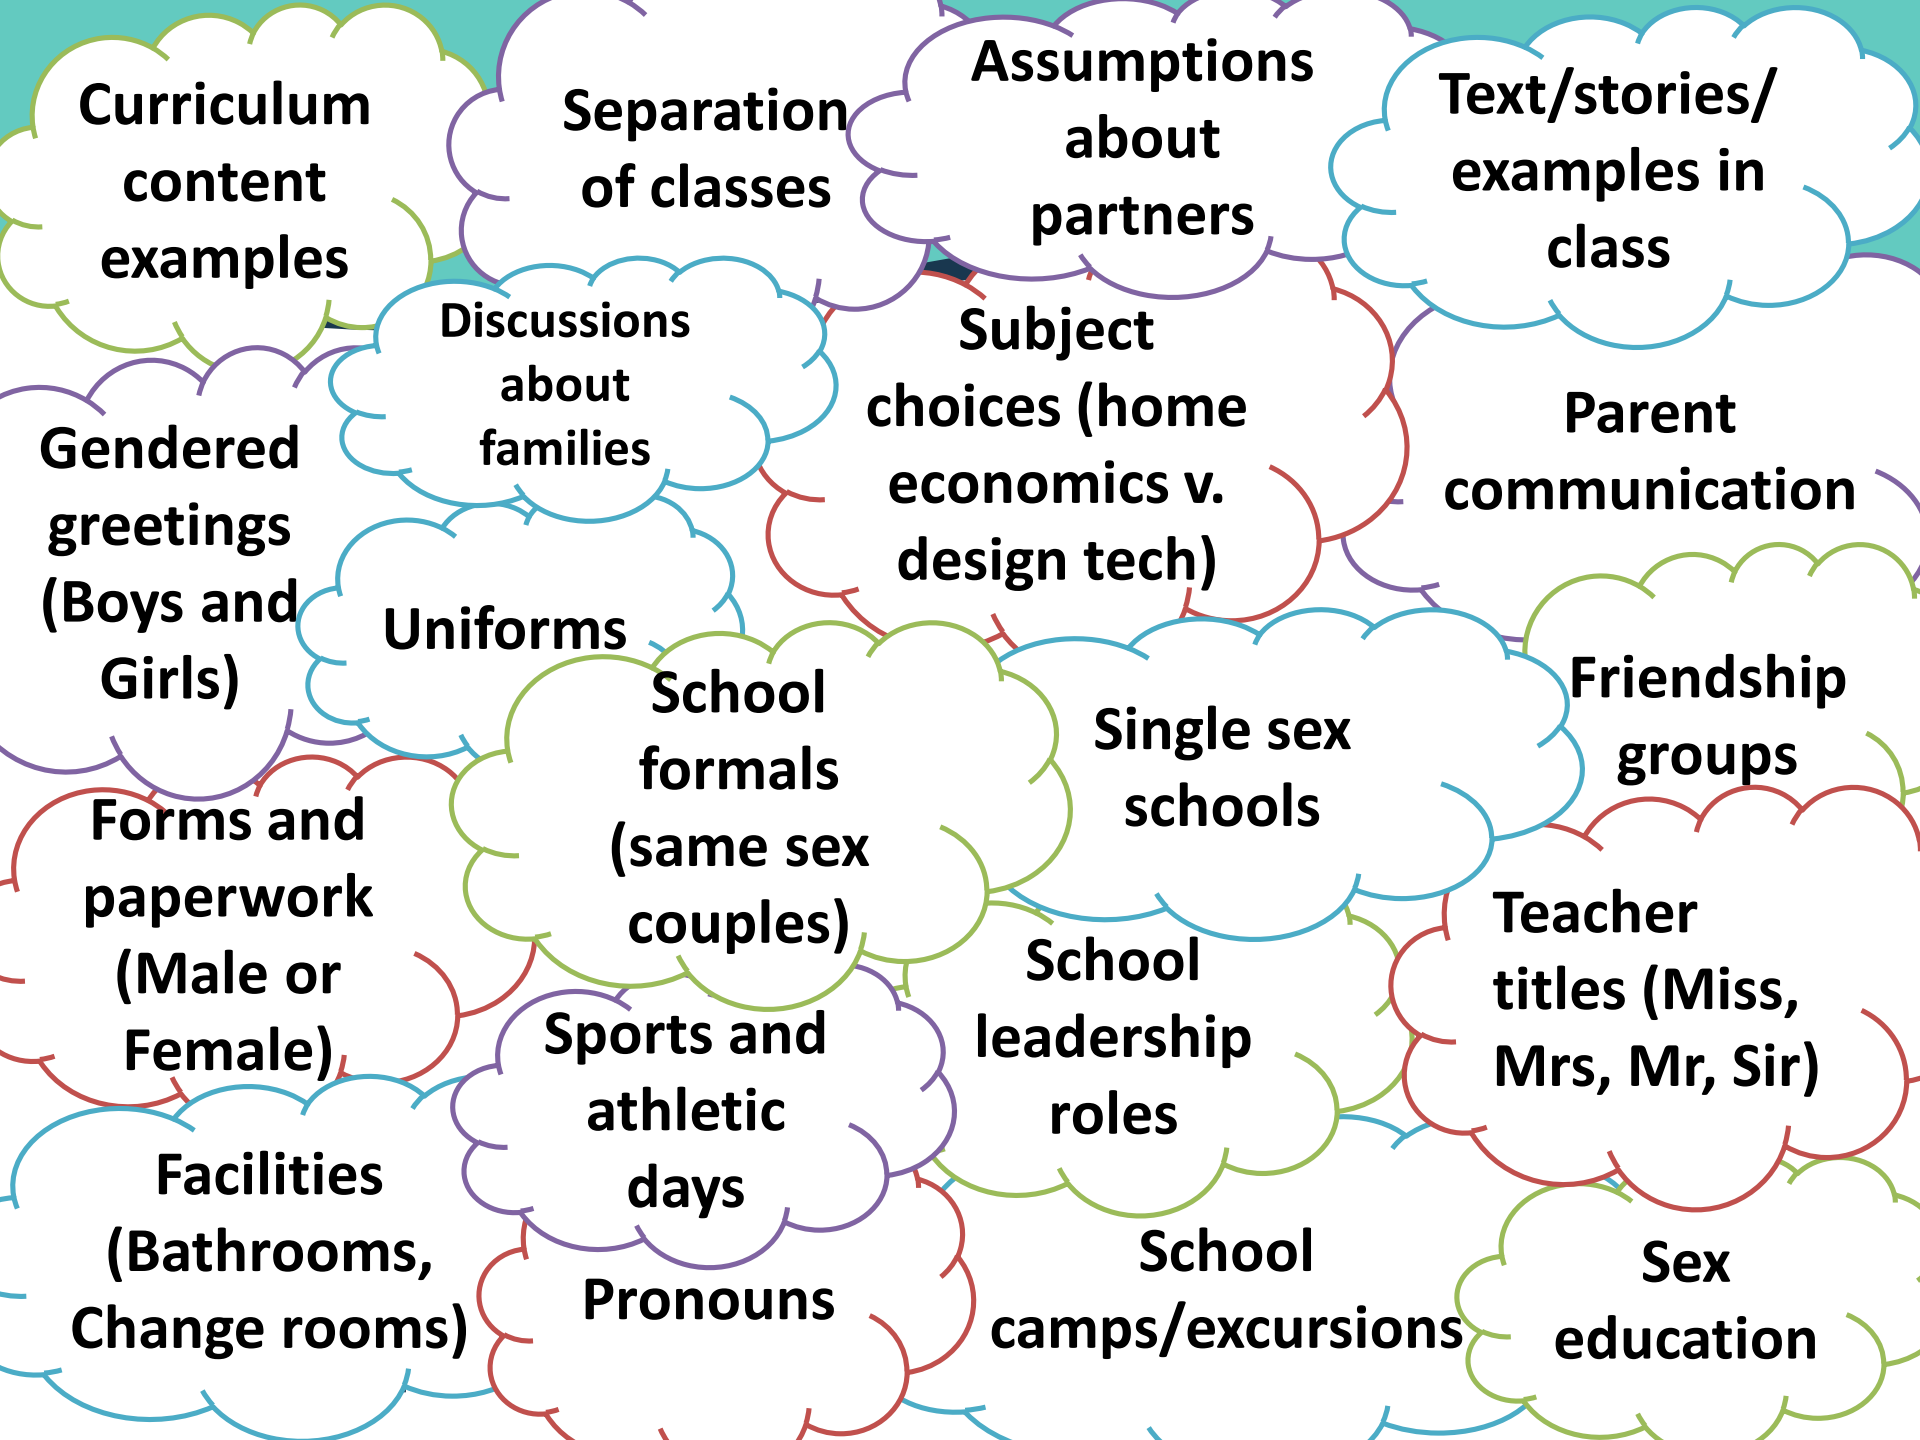 Curriculum
content
examples
Separation
of classes
Assumptions
about
partners
Text/stories/
examples in
class
Discussions
about
families
Subject
choices (home
economics v.
design tech)
Parent
communication
Gendered
greetings
(Boys and
Girls)
Uniforms
School
formals
(same sex
couples)
Single sex
schools
Friendship
groups
Forms and
paperwork
(Male or
Female)
Sports and
athletic
days
School
leadership
roles
Teacher
titles (Miss,
Mrs, Mr, Sir)
Facilities
(Bathrooms,
Change rooms)
Pronouns
School
camps/excursions
Sex
education